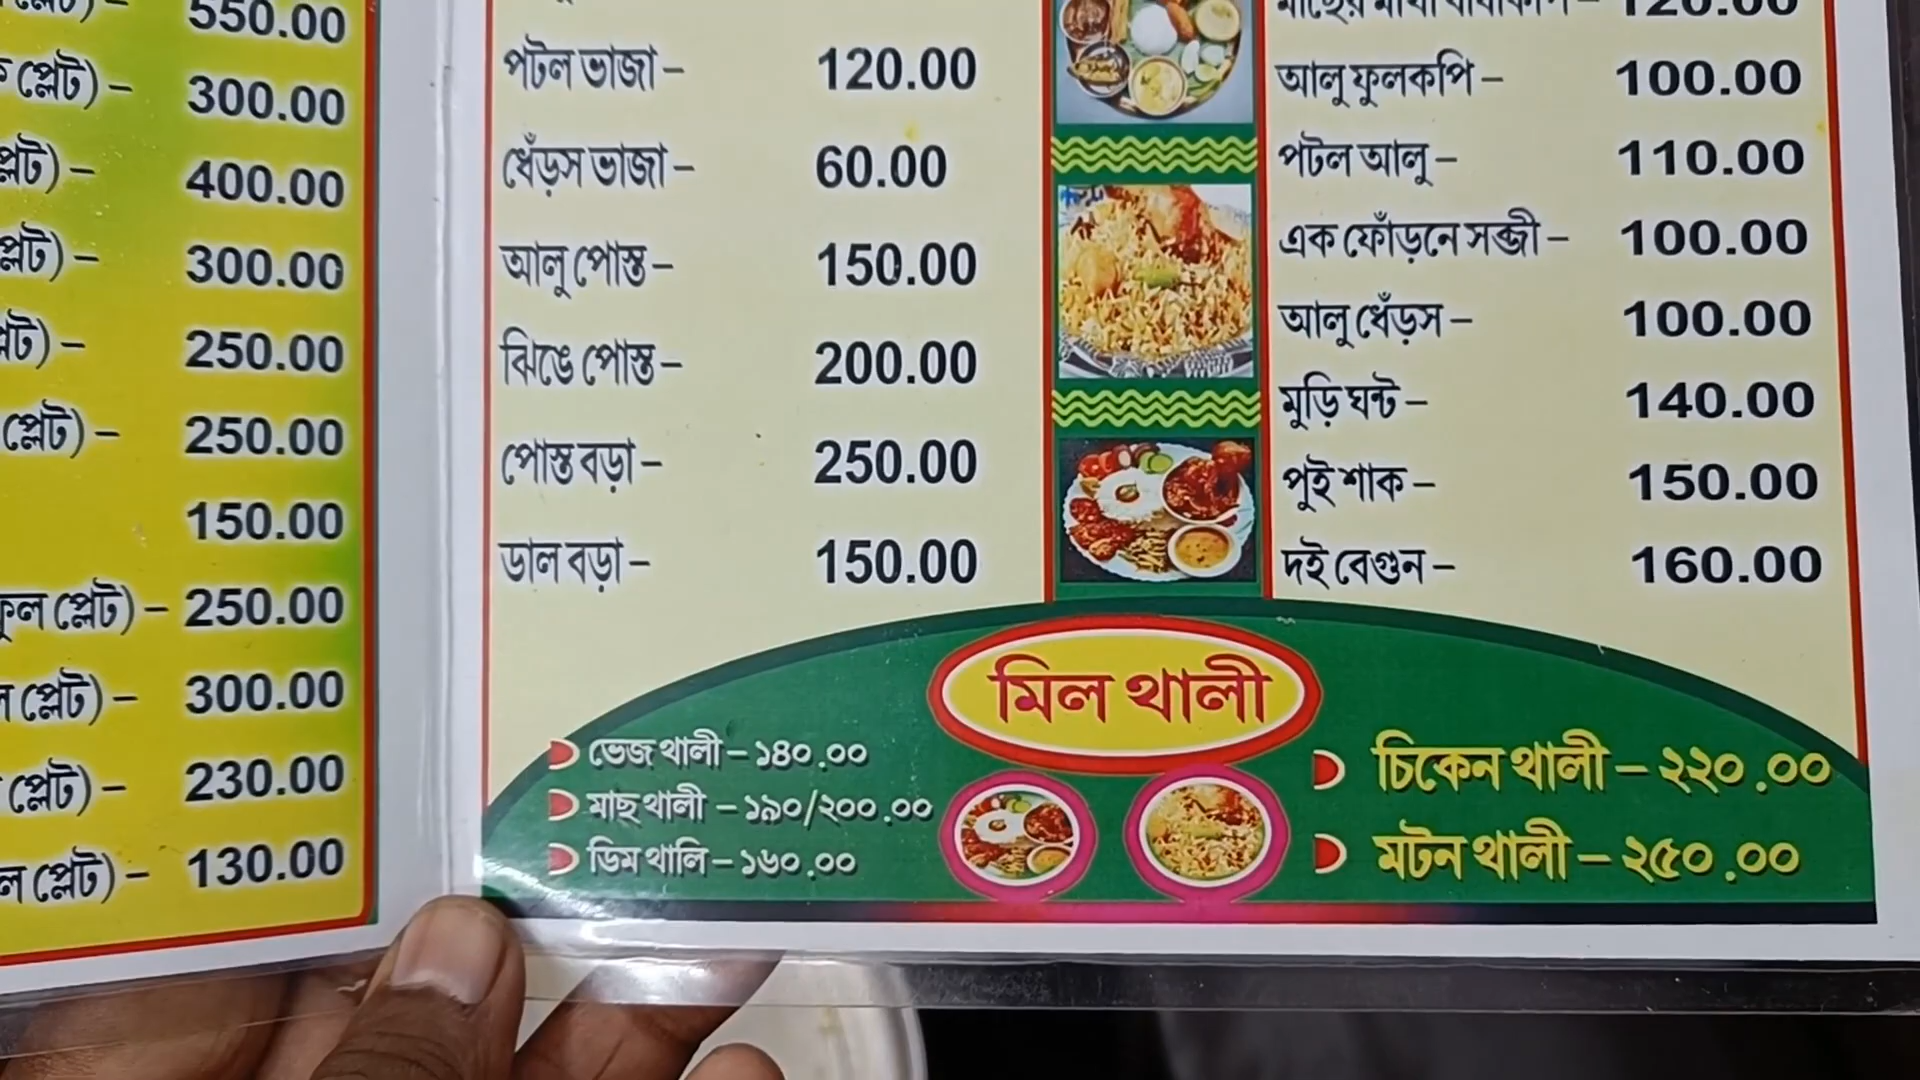 550.00
প্লেট) – 300.00
400.00
300.00
250.00
প্লেট) – 250.00
150.00
ফুল প্লেট) – 250.00
প্লেট) – 300.00
প্লেট) – 230.00
প্লেট) – 130.00
পটল ভাজা – 120.00
ধেঁড়স ভাজা – 60.00
আলু পোস্ত – 150.00
ঝিঙে পোস্ত – 200.00
পোস্ত বড়া – 250.00
ডাল বড়া – 150.00
120.00
আলু ফুলকপি – 100.00
পটল আলু – 110.00
এক ফোঁড়নে সব্জী – 100.00
আলু ধেঁড়স – 100.00
মুড়ি ঘন্ট – 140.00
পুই শাক – 150.00
দই বেগুন – 160.00
মিল থালী
ভেজ থালী – ১৪০.০০
মাছ থালী – ১৯০/২০০.০০
ডিম থালি – ১৬০.০০
চিকেন থালী – ২২০.০০
মটন থালী – ২৫০.০০